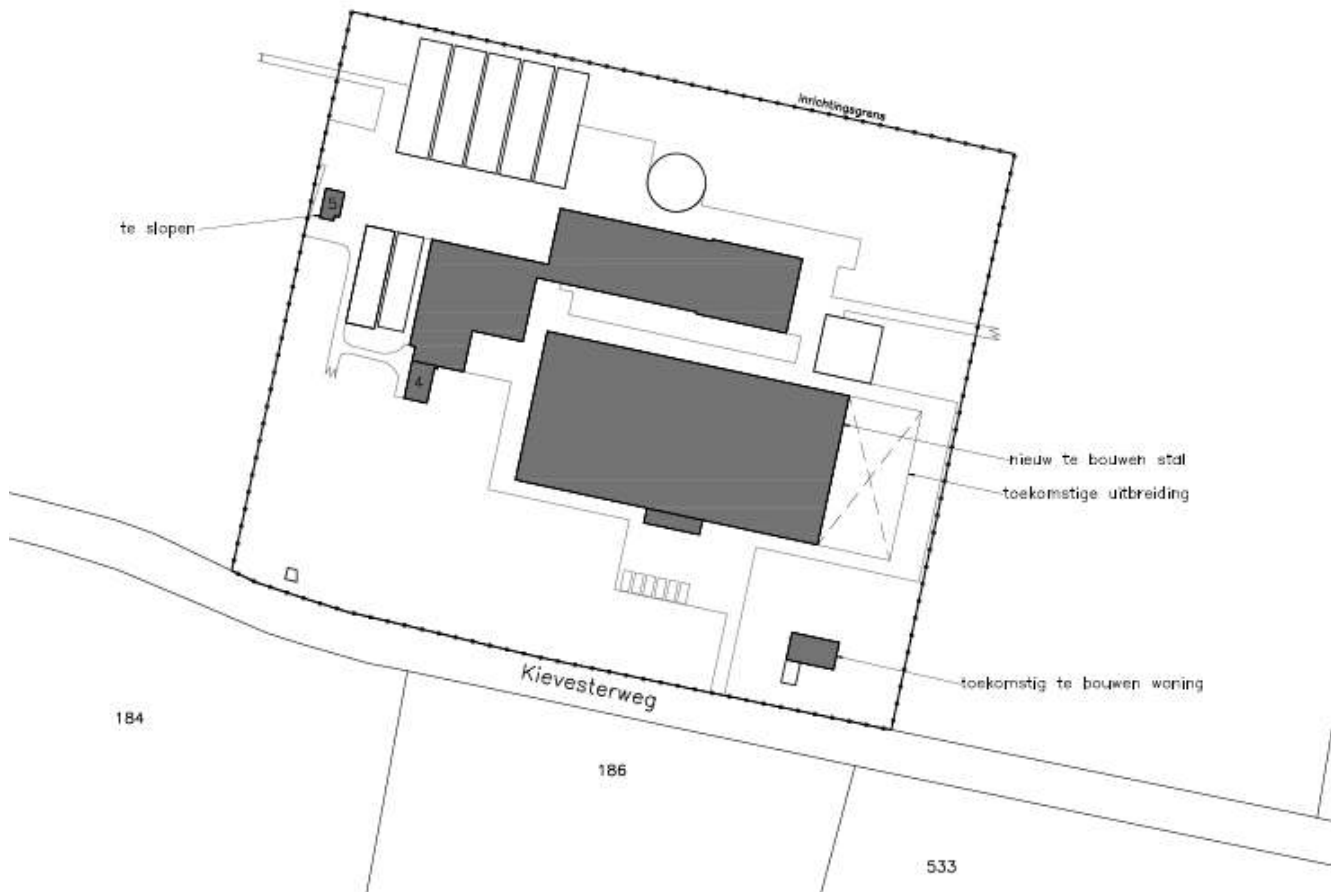 inrichtingsgrens
5
te slopen
4
nieuw te bouwen stal
toekomstige uitbreiding
Kievesterweg
toekomstig te bouwen woning
184
186
533